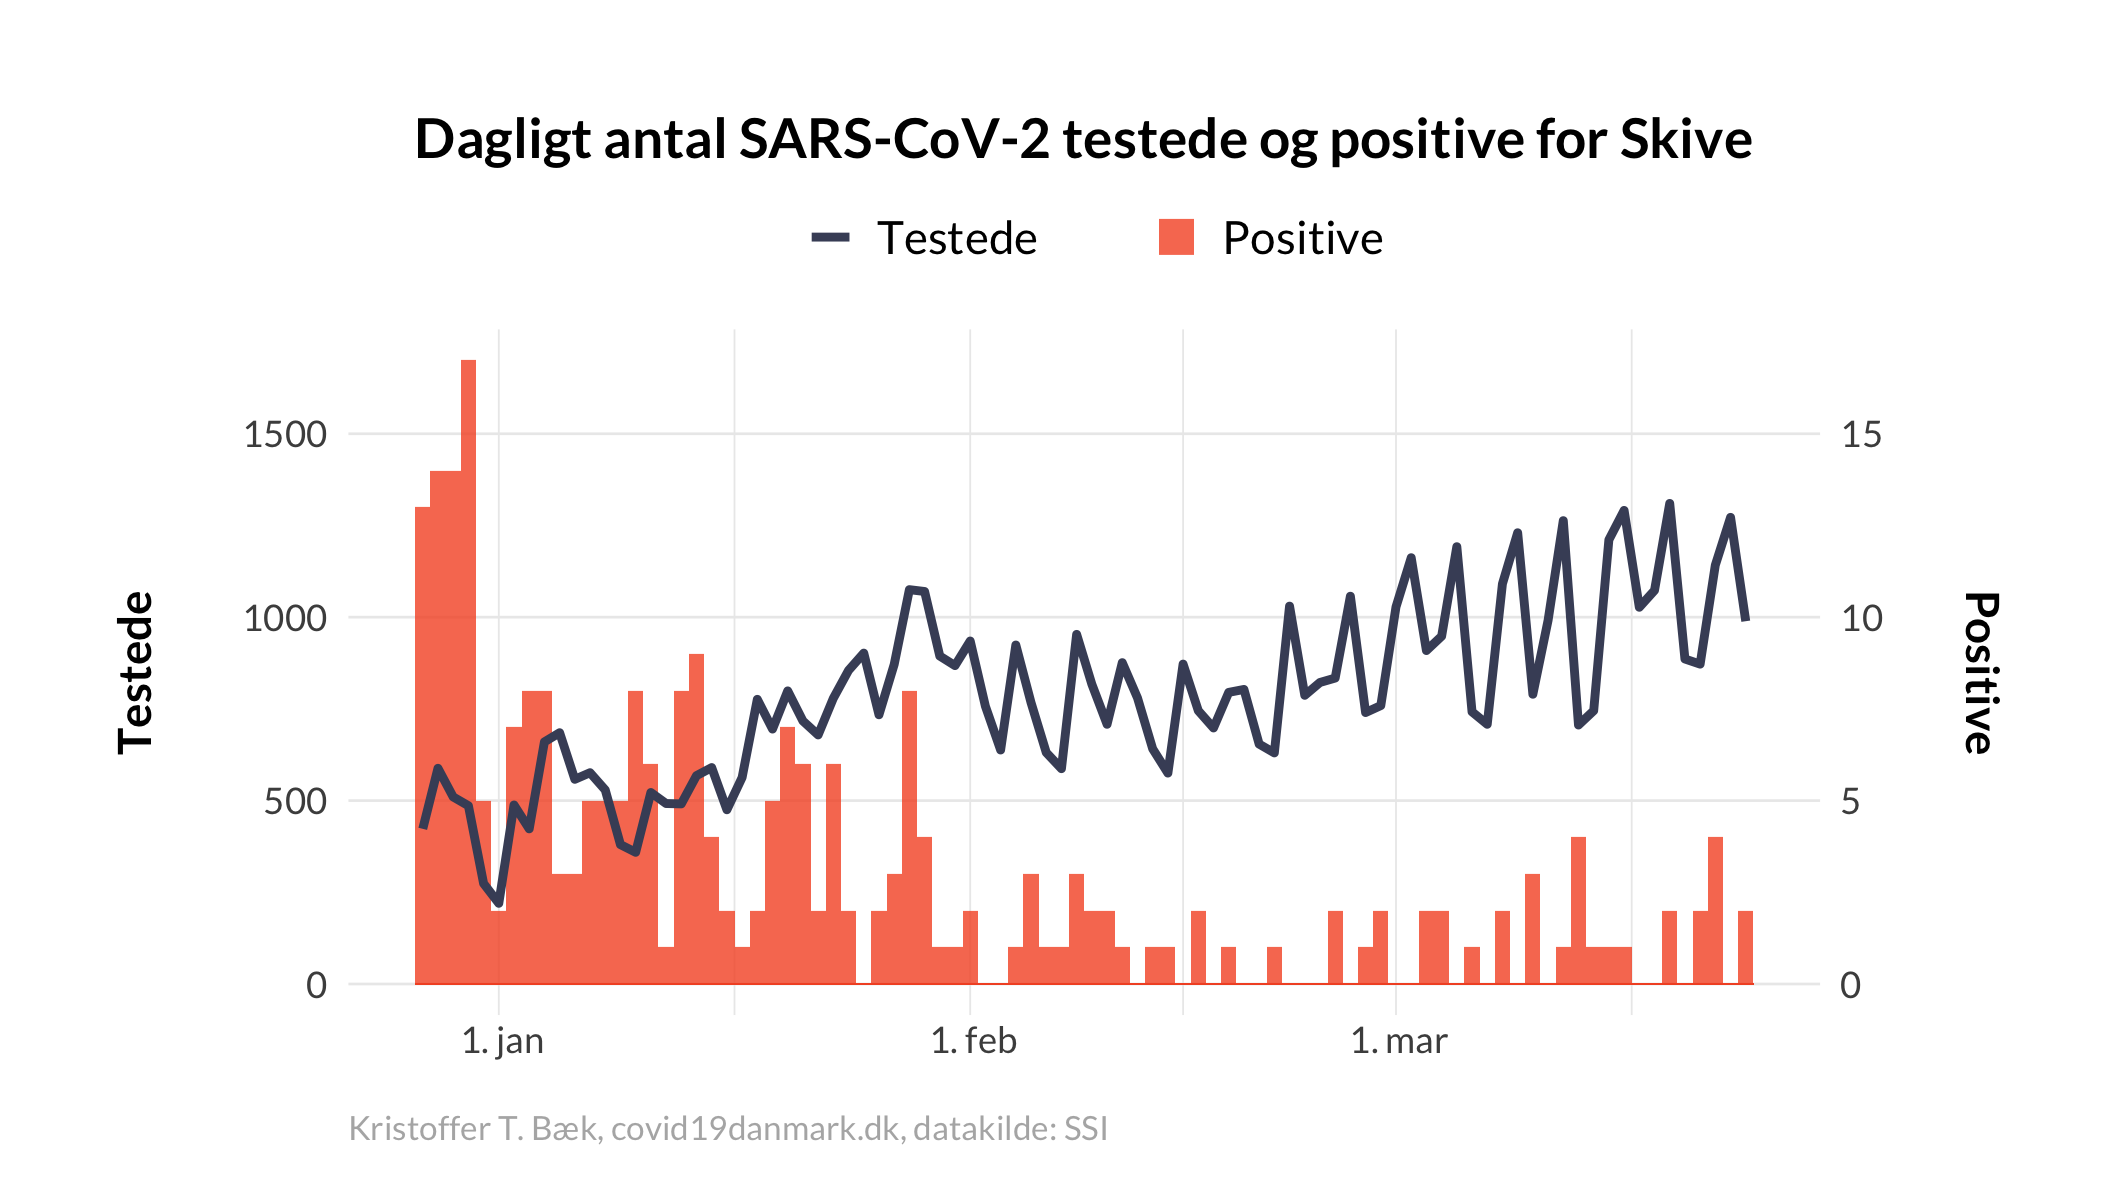 Dagligt antal SARS-CoV-2 testede og positive for Skive
Testede Positive
1500 15
1000 10
500 5
0 0
Testede
Positive
1. jan 1. feb 1. mar
Kristoffer T. Bæk, covid19danmark.dk, datakilde: SSI